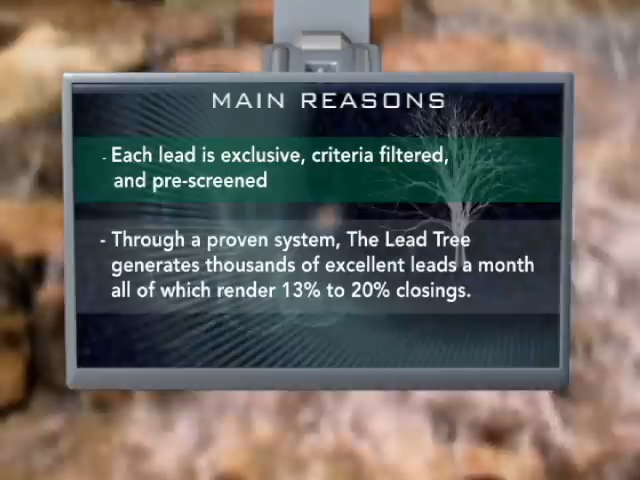 MAIN REASONS
- Each lead is exclusive, criteria filtered,
and pre-screened
- Through a proven system, The Lead Tree
generates thousands of excellent leads a month
all of which render 13% to 20% closings.